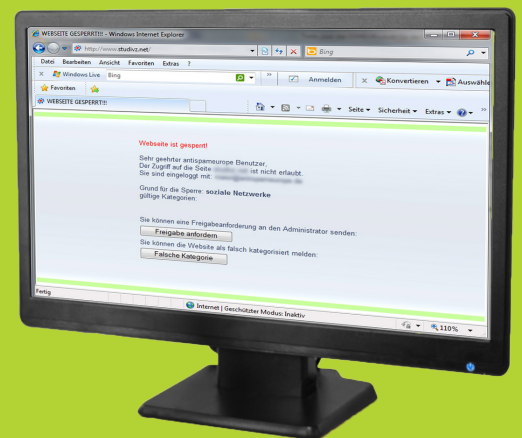 WEBSEITE GESPERRT!!! - Windows Internet Explorer
http://www.studivz.net/
Bing
Datei Bearbeiten Ansicht Favoriten Extras ?
Windows Live Bing
Anmelden
Konvertieren
Auswähle
Favoriten
WEBSEITE GESPERRT!!!
Seite
Sicherheit
Extras
Webseite ist gesperrt!
Sehr geehrter antispameurope Benutzer,
Der Zugriff auf die Seite ist nicht erlaubt.
Sie sind eingeloggt mit:
Grund für die Sperre: soziale Netzwerke
gültige Kategorien:
Sie können eine Freigabeanforderung an den Administrator senden:
Freigabe anfordern
Sie können die Website als falsch kategorisiert melden:
Falsche Kategorie
Fertig
Internet | Geschützter Modus: Inaktiv
110%